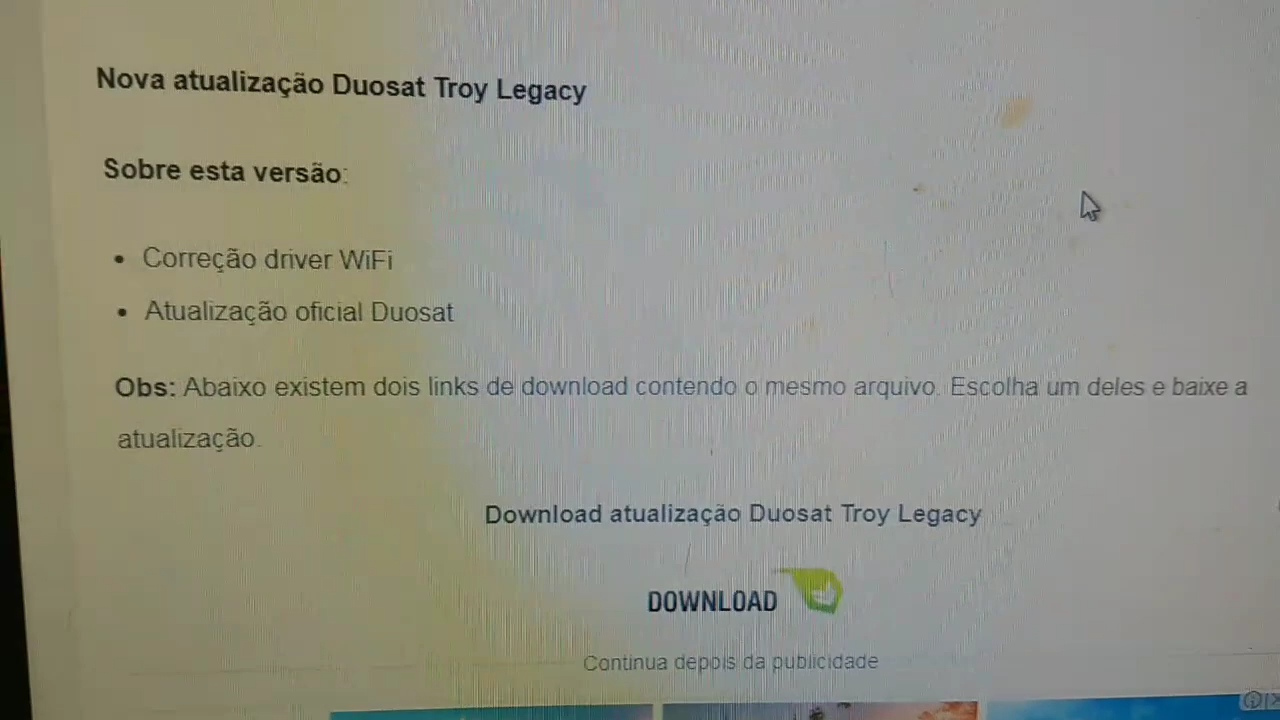 Nova atualização Duosat Troy Legacy
Sobre esta versão:
Correção driver WiFi
Atualização oficial Duosat
Obs: Abaixo existem dois links de download contendo o mesmo arquivo. Escolha um deles e baixe a
atualização.
Download atualização Duosat Troy Legacy
DOWNLOAD
Continua depois da publicidade